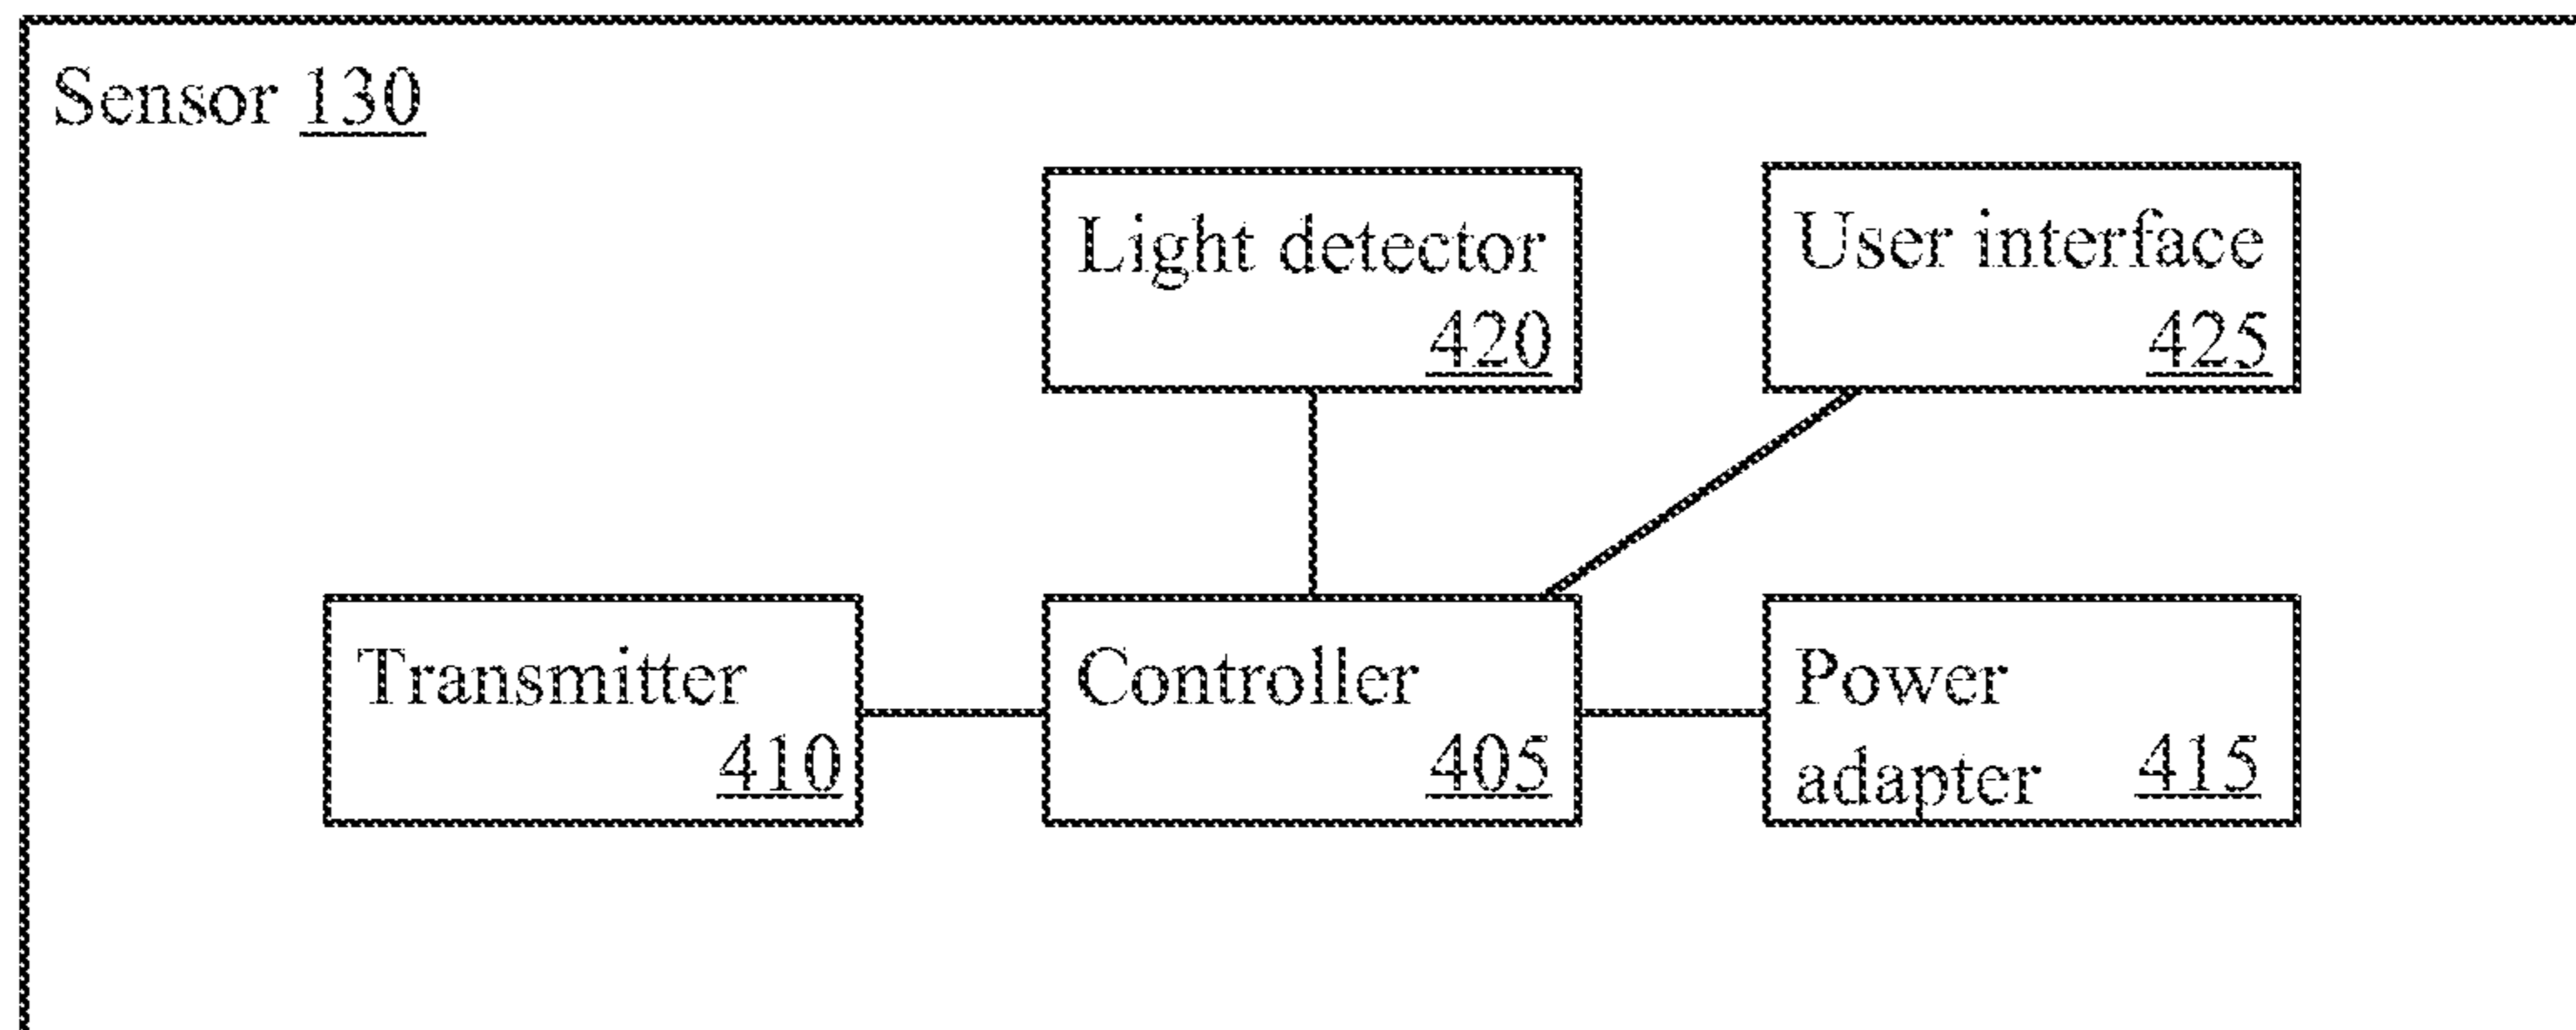 Sensor 130
Light detector
420
User interface
425
Transmitter
410
Controller
405
Power
adapter 415